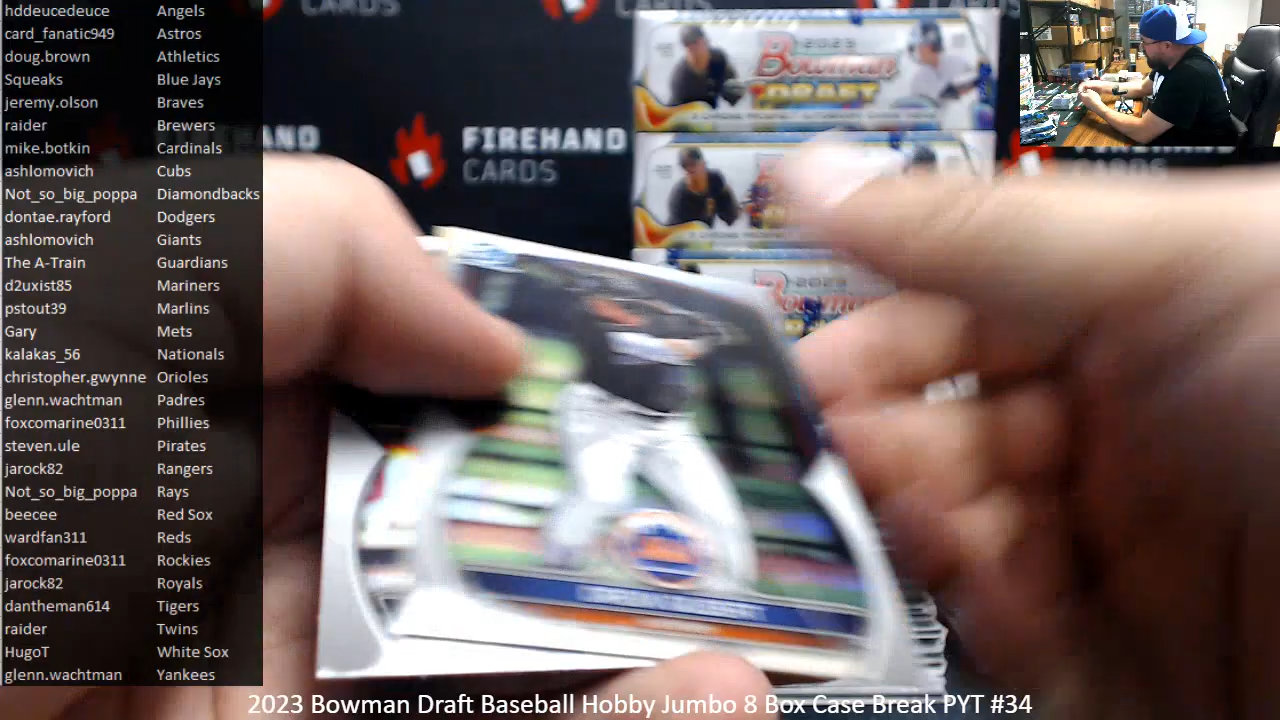 hddeucedeuce Angels
card_fanatic949 Astros
doug.brown Athletics
Squeaks Blue Jays
jeremy.olson Braves
raider Brewers
mike.botkin Cardinals
ashlomovich Cubs
Not_so_big_poppa Diamondbacks
dontae.rayford Dodgers
ashlomovich Giants
The A-Train Guardians
d2uxist85 Mariners
pstout39 Marlins
Gary Mets
kalakas_56 Nationals
christopher.gwynne Orioles
glenn.wachtman Padres
foxcomarine0311 Phillies
steven.ule Pirates
jarock82 Rangers
Not_so_big_poppa Rays
beecee Red Sox
wardfan311 Reds
foxcomarine0311 Rockies
jarock82 Royals
dantheman614 Tigers
raider Twins
HugoT White Sox
glenn.wachtman Yankees
CARDS
CARDS
2023
Bowman
DRAFT
FIREHAND
CARDS
2023
Bowman
2023 Bowman Draft Baseball Hobby Jumbo 8 Box Case Break PYT #34